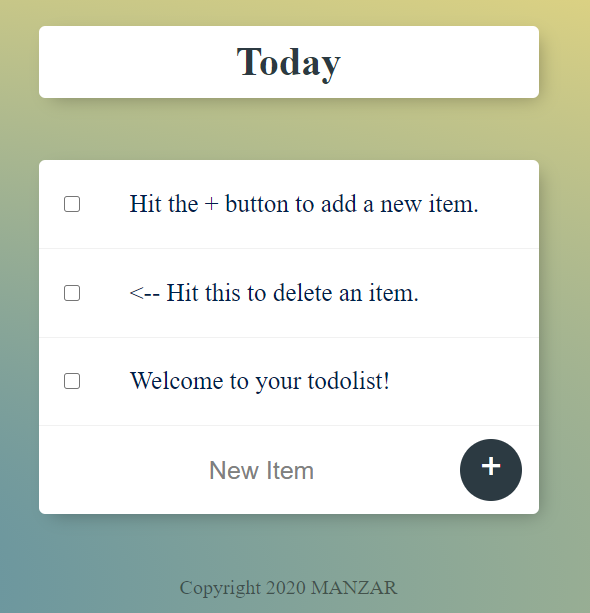 Today
Hit the + button to add a new item.
<-- Hit this to delete an item.
Welcome to your todolist!
New Item +
Copyright 2020 MANZAR